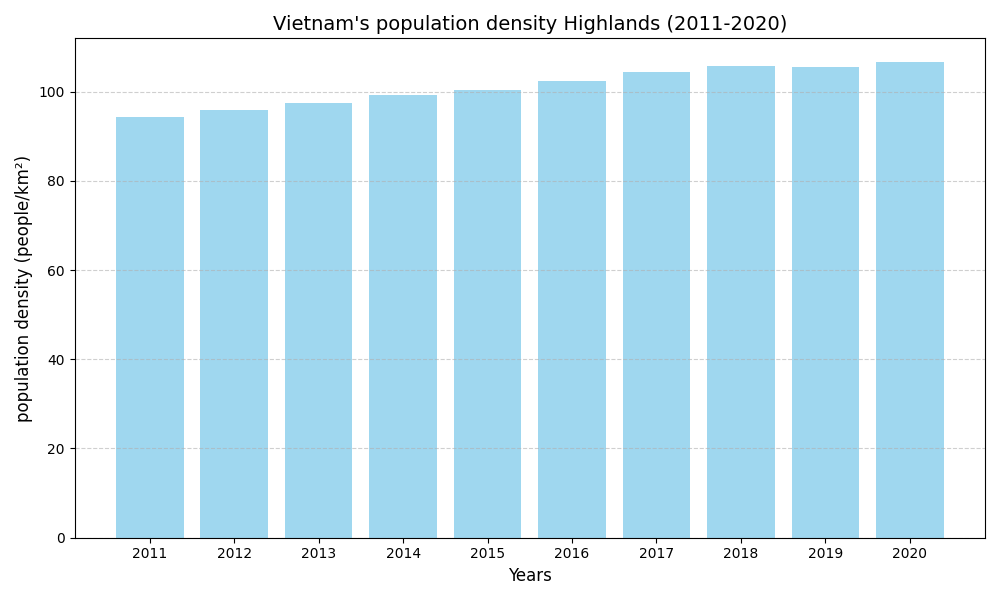 Vietnam's population density Highlands (2011-2020)
population density (people/km²)
100
80
60
40
20
0
2011 2012 2013 2014 2015 2016 2017 2018 2019 2020
Years